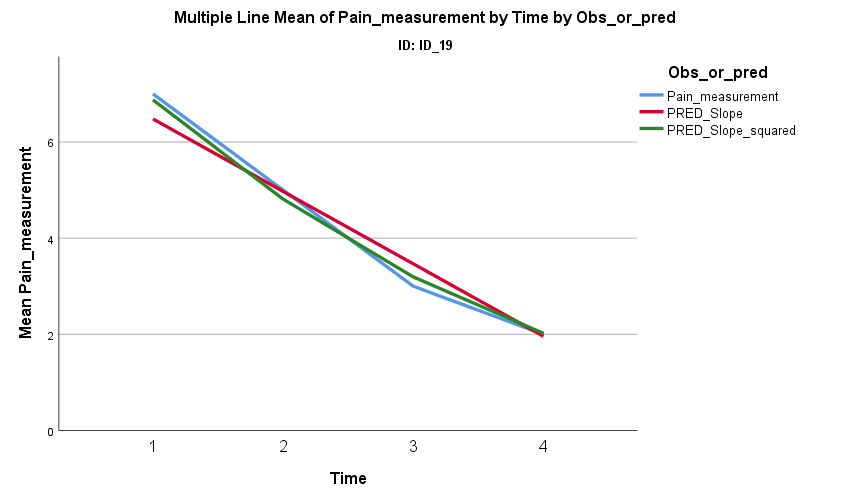 Multiple Line Mean of Pain_measurement by Time by Obs_or_pred
ID: ID_19
Obs_or_pred
Pain_measurement
PRED_Slope
PRED_Slope_squared
Mean Pain_measurement
6
4
2
0
1 2 3 4
Time